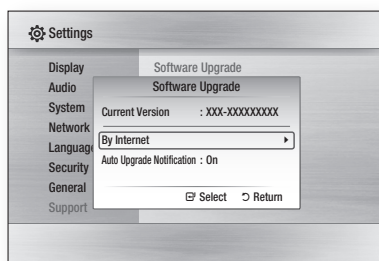 Settings
Display
Software Upgrade
Audio
Software Upgrade
System
Current Version : XXX-XXXXXXXXX
Network
By Internet
Language
Auto Upgrade Notification : On
Security
General
Select Return
Support